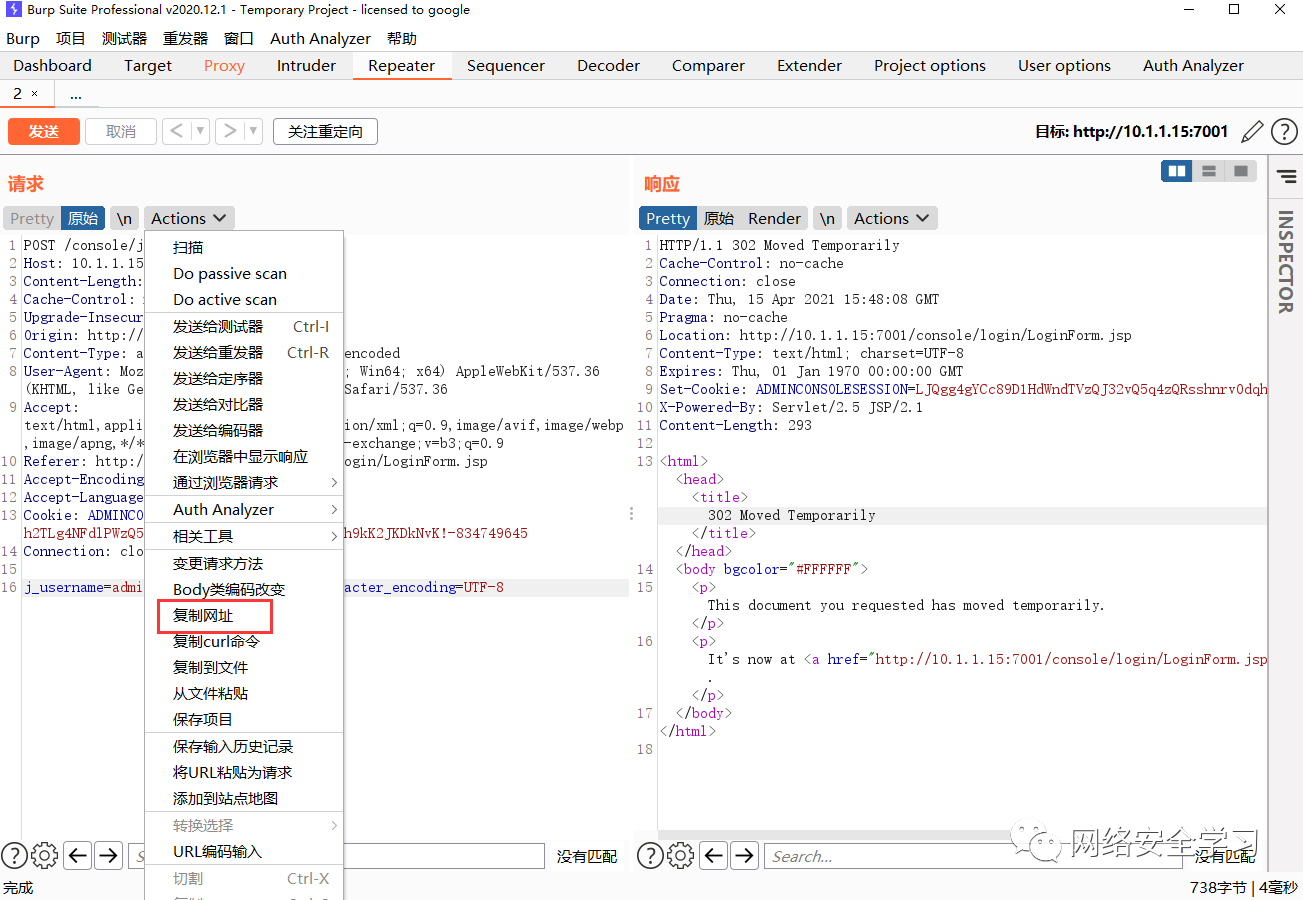 Burp Suite Professional v2020.12.1 - Temporary Project - licensed to google
Burp 项目 测试器 重发器 窗口 Auth Analyzer 帮助
Dashboard Target Proxy Intruder Repeater Sequencer Decoder Comparer Extender Project options User options Auth Analyzer
2 × ...
发送 取消 < ▼ > ▼ 关注重定向 目标: http://10.1.1.15:7001 ?
请求
Pretty 原始 \n Actions
1 POST /console/j
2 Host: 10.1.1.15
3 Content-Length:
4 Cache-Control:
5 Upgrade-Insecur
6 Origin: http://
7 Content-Type: a encoded
8 User-Agent: Moz ; Win64; x64) AppleWebKit/537.36
(KHTML, like Ge Safari/537.36
9 Accept:
text/html,appli ion/xml;q=0.9,image/avif,image/webp
,image/apng,*/* -exchange;v=b3;q=0.9
10 Referer: http: ogin/LoginForm.jsp
11 Accept-Encoding
12 Accept-Language
13 Cookie: ADMINCO
h2TLg4NFdlPWzQ5 h9kK2JKDkNvK!-834749645
14 Connection: clo
15
16 j_username=admi acter_encoding=UTF-8
扫描
Do passive scan
Do active scan
发送给测试器 Ctrl-I
发送给重发器 Ctrl-R
发送给定序器
发送给对比器
发送给编码器
在浏览器中显示响应
通过浏览器请求 >
Auth Analyzer >
相关工具 >
变更请求方法
Body类编码改变
复制网址
复制curl命令
复制到文件
从文件粘贴
保存项目
保存输入历史记录
将URL粘贴为请求
添加到站点地图
转换选择 >
URL编码输入
切割 Ctrl-X
响应
Pretty 原始 Render \n Actions
1 HTTP/1.1 302 Moved Temporarily
2 Cache-Control: no-cache
3 Connection: close
4 Date: Thu, 15 Apr 2021 15:48:08 GMT
5 Pragma: no-cache
6 Location: http://10.1.1.15:7001/console/login/LoginForm.jsp
7 Content-Type: text/html; charset=UTF-8
8 Expires: Thu, 01 Jan 1970 00:00:00 GMT
9 Set-Cookie: ADMINCONSOLESESSION=LJQgg4gYCc89D1HdWndTVzQJ32vQ5q4zQRsshnrv0dqh
10 X-Powered-By: Servlet/2.5 JSP/2.1
11 Content-Length: 293
12
13 <html>
<head>
<title>
302 Moved Temporarily
</title>
</head>
14 <body bgcolor="#FFFFFF">
15 <p>
This document you requested has moved temporarily.
</p>
16 <p>
It's now at <a href="http://10.1.1.15:7001/console/login/LoginForm.jsp
.
</p>
17 </body>
</html>
18
INSPECTOR
? ← → S 没有匹配
? ← → Search... 没有匹配
网络安全学习
完成 738字节 | 4毫秒